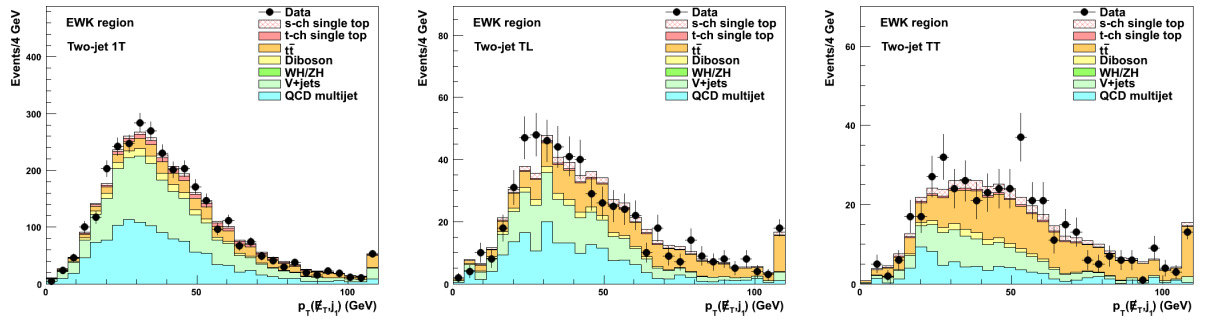 Events/4 GeV
EWK region
Two-jet 1T
Data
s-ch single top
t-ch single top
tt̄
Diboson
WH/ZH
V+jets
QCD multijet
400
300
200
100
0
0
50
100
p_T(E̸_T,j_1) (GeV)
Events/4 GeV
EWK region
Two-jet TL
Data
s-ch single top
t-ch single top
tt̄
Diboson
WH/ZH
V+jets
QCD multijet
80
60
40
20
0
0
50
100
p_T(E̸_T,j_1) (GeV)
Events/4 GeV
EWK region
Two-jet TT
Data
s-ch single top
t-ch single top
tt̄
Diboson
WH/ZH
V+jets
QCD multijet
60
40
20
0
0
50
100
p_T(E̸_T,j_1) (GeV)